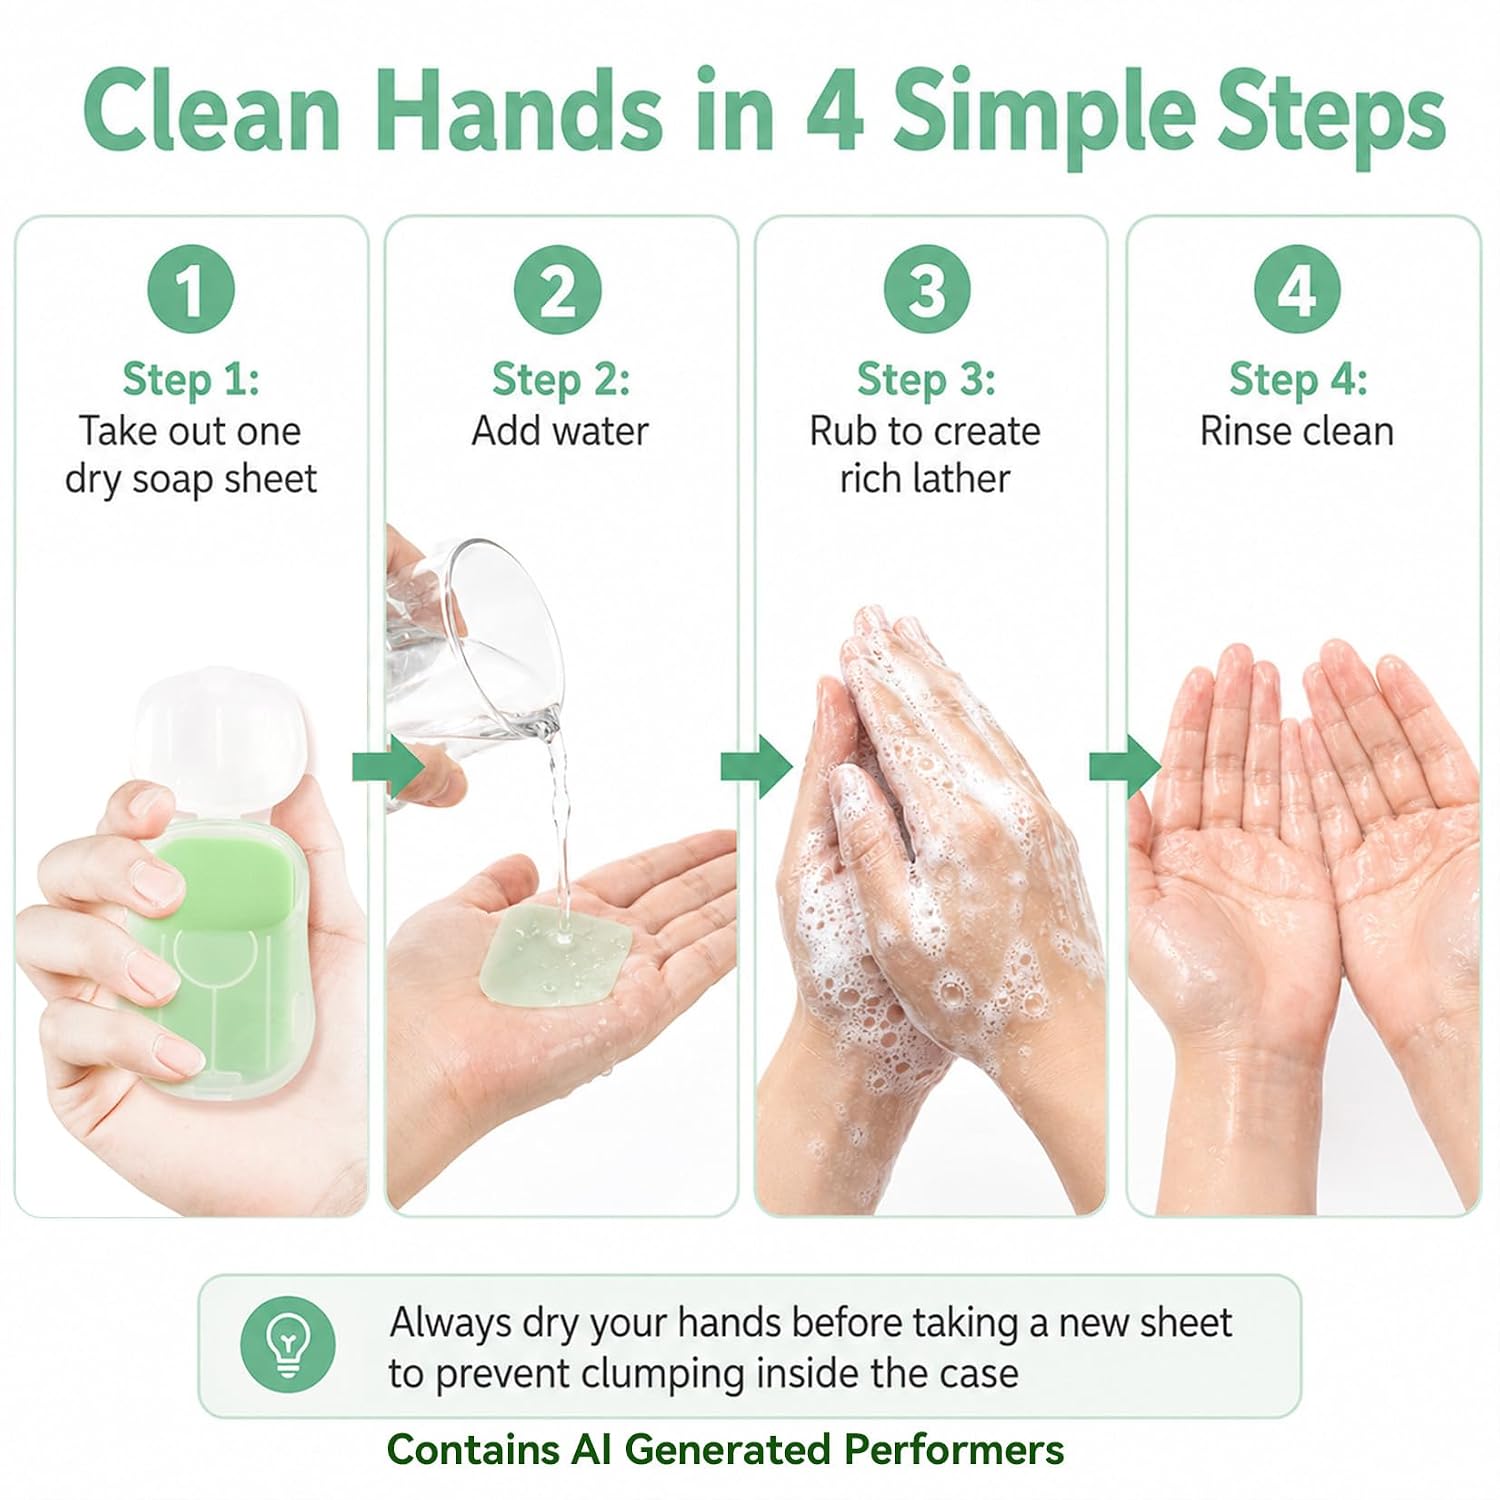 Clean Hands in 4 Simple Steps
1
Step 1:
Take out one
dry soap sheet
2
Step 2:
Add water
3
Step 3:
Rub to create
rich lather
4
Step 4:
Rinse clean
Always dry your hands before taking a new sheet
to prevent clumping inside the case
Contains AI Generated Performers